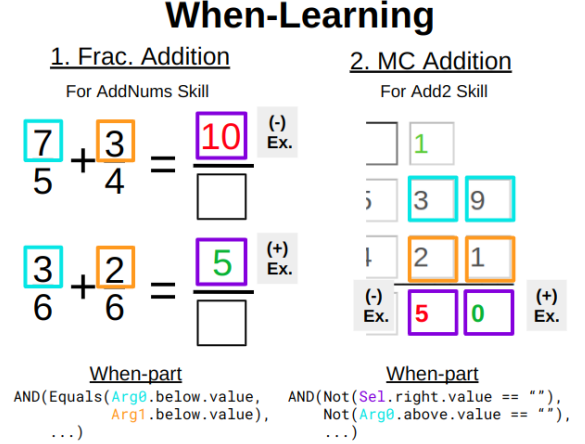 When-Learning
1. Frac. Addition
For AddNums Skill
7/5 + 3/4 = 10
(-)
Ex.
3/6 + 2/6 = 5
(+)
Ex.
When-part
AND(Equals(Arg0.below.value,
Arg1.below.value),
...)
2. MC Addition
For Add2 Skill
1
5 3 9
4 2 1
(-)
Ex.
5 0
(+)
Ex.
When-part
AND(Not(Sel.right.value == “”),
Not(Arg0.above.value == “”),
...)